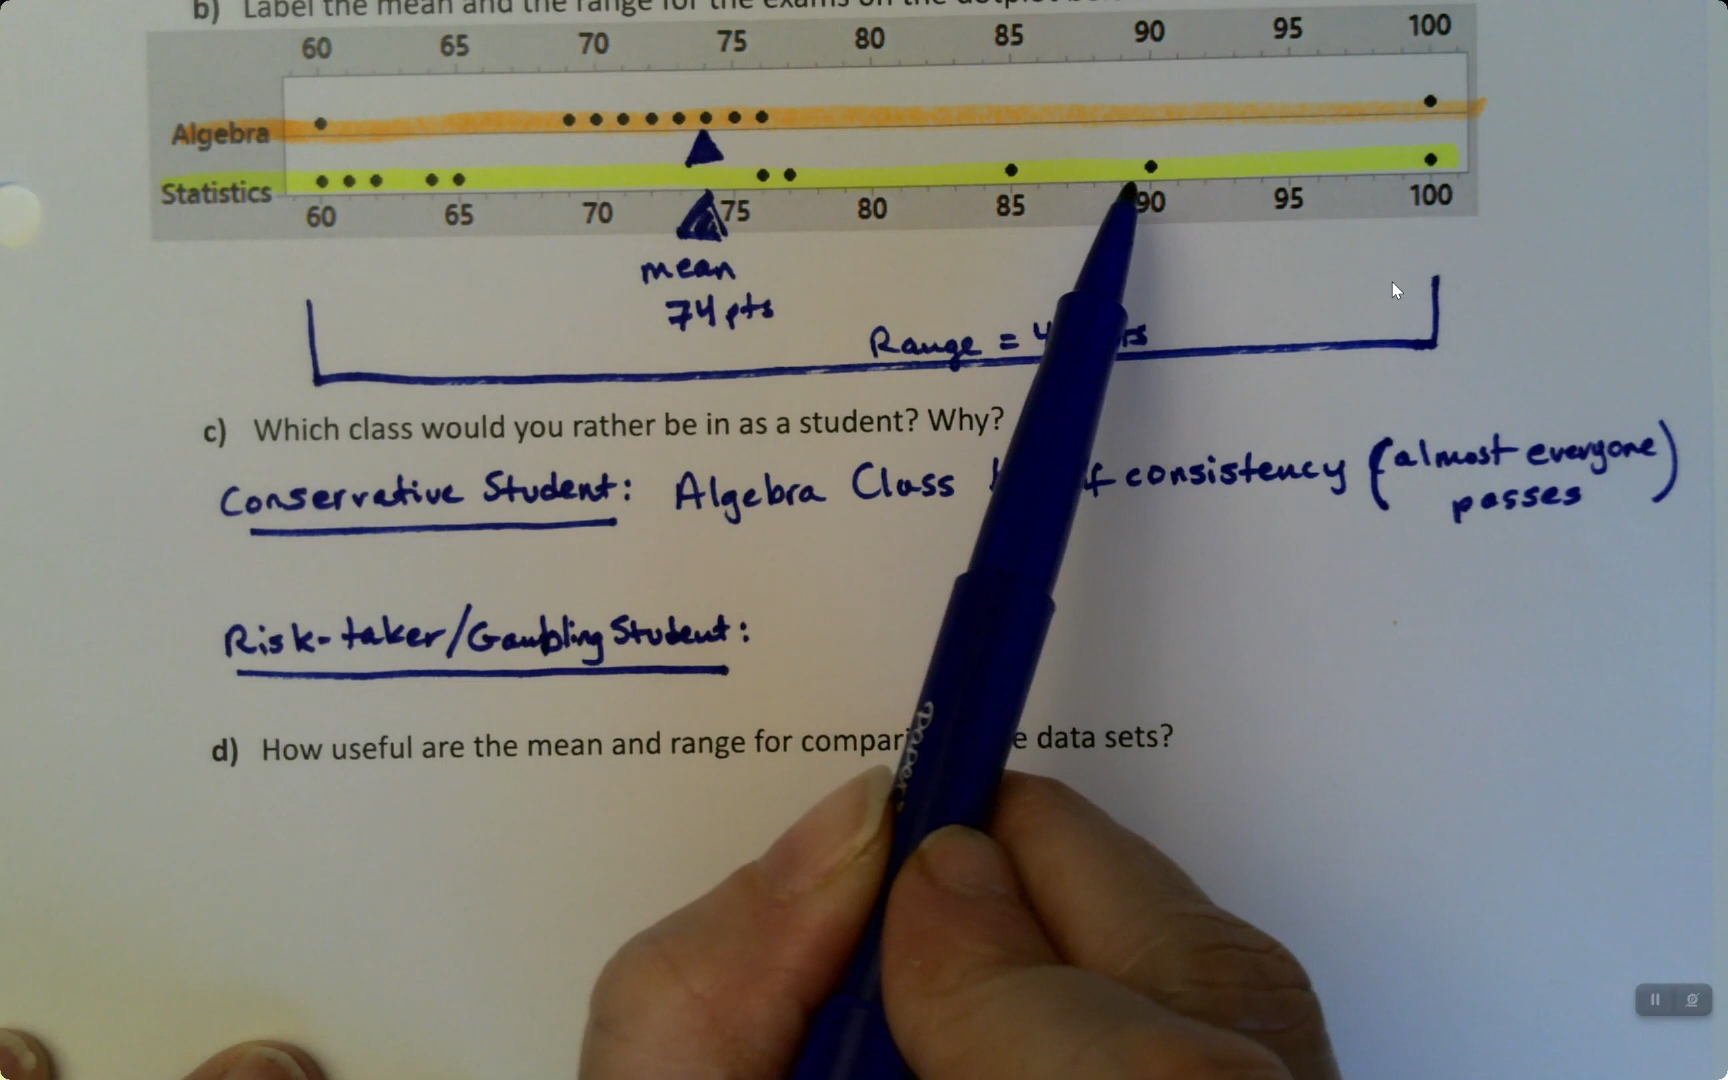 b) Label the mean and the range for the exams on the dotplot
60 65 70 75 80 85 90 95 100
Algebra
Statistics
60 65 70 75 80 85 90 95 100
mean
74 pts
Range =
c) Which class would you rather be in as a student? Why?
Conservative Student: Algebra Class consistency (almost everyone
passes)
Risk-taker/Gambling Student:
d) How useful are the mean and range for data sets?
Paper